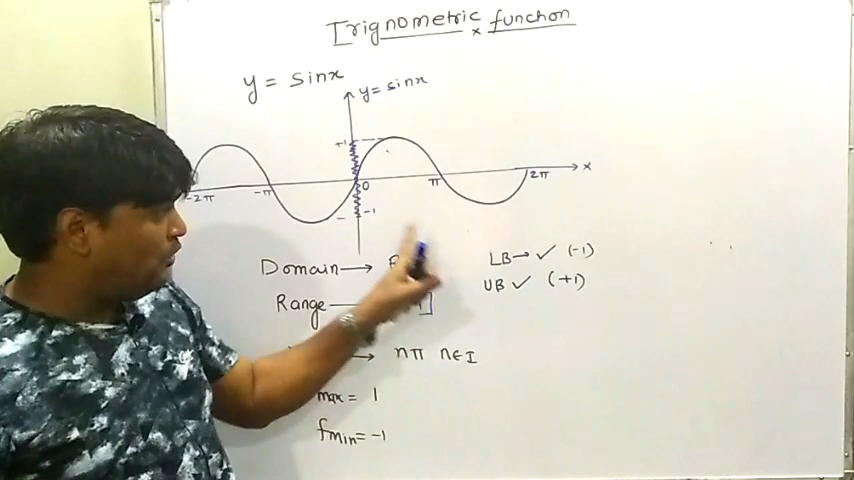 Trignometric function
x
y = sinx
y = sinx
+1
-2π -π 0 π 2π x
-1
Domain →
LB → ✓ (-1)
Range
UB ✓ (+1)
→ nπ n∈I
max = 1
fmin = -1